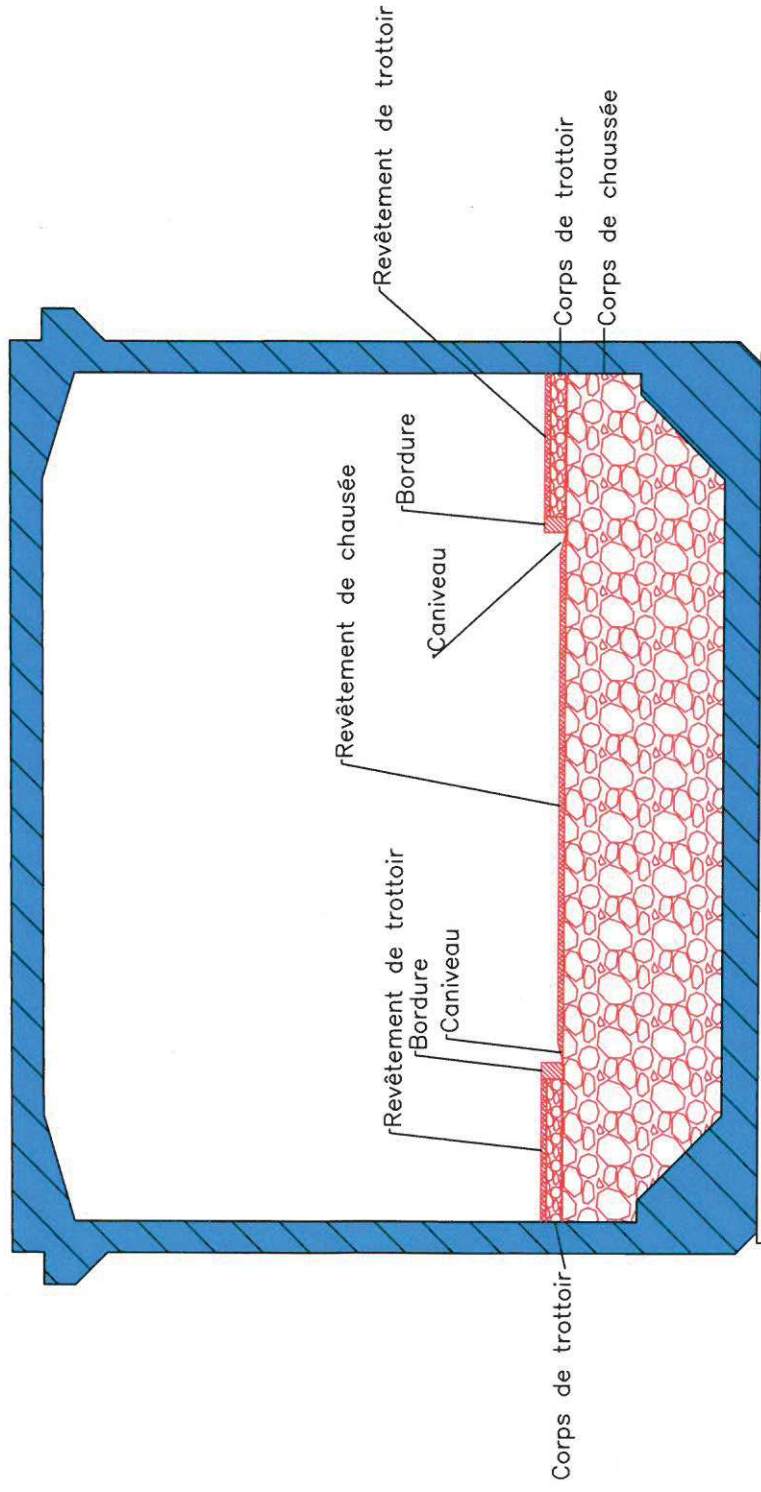 Revêtement de trottoir
Bordure
Caniveau
Revêtement de chausée
Caniveau
Bordure
Revêtement de trottoir
Corps de trottoir
Corps de trottoir
Corps de chaussée